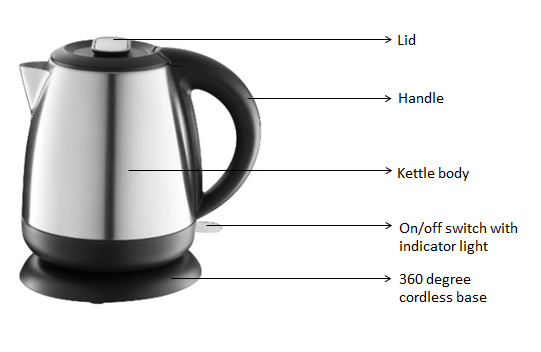 Lid
Handle
Kettle body
On/off switch with
indicator light
360 degree
cordless base